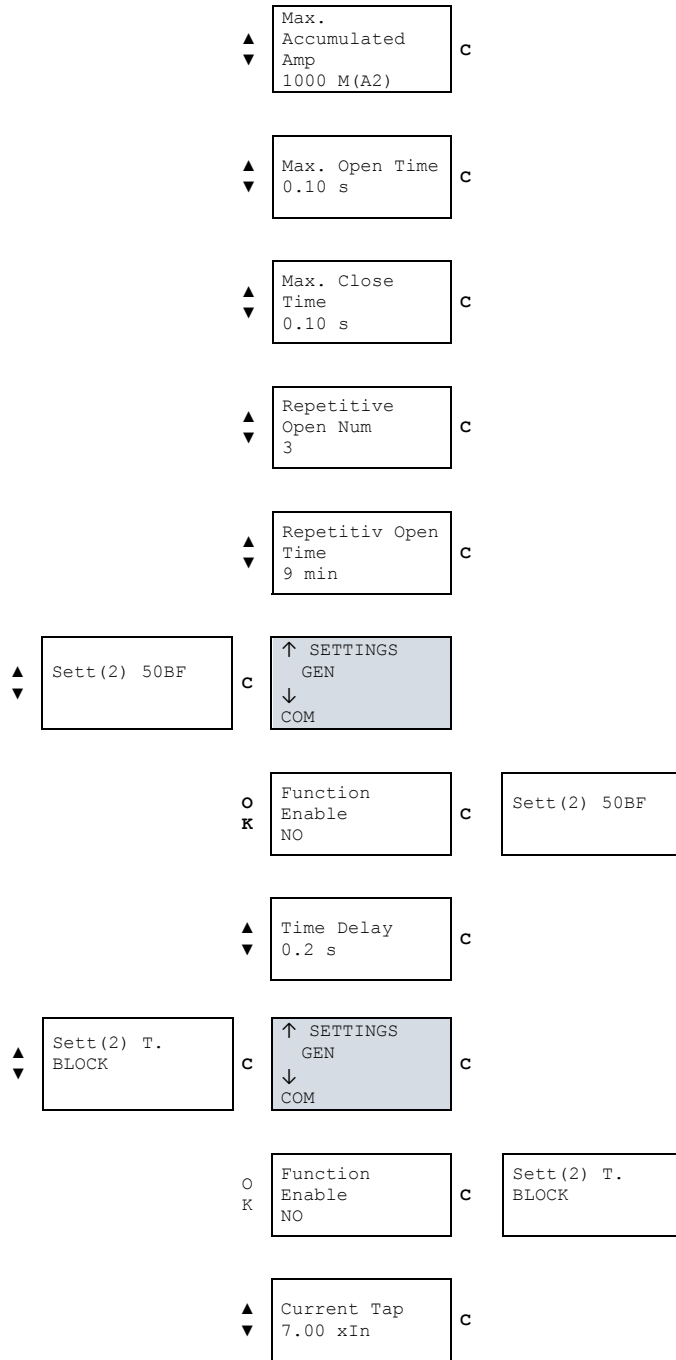 Max.
Accumulated
Amp
1000 M(A2)
▲
▼
C
Max. Open Time
0.10 s
▲
▼
C
Max. Close
Time
0.10 s
▲
▼
C
Repetitive
Open Num
3
▲
▼
C
Repetitiv Open
Time
9 min
▲
▼
C
▲
▼
Sett(2) 50BF
C
↑ SETTINGS
GEN
↓
COM
O
K
Function
Enable
NO
C
Sett(2) 50BF
▲
▼
Time Delay
0.2 s
C
▲
▼
Sett(2) T.
BLOCK
C
↑ SETTINGS
GEN
↓
COM
C
O
K
Function
Enable
NO
C
Sett(2) T.
BLOCK
▲
▼
Current Tap
7.00 xIn
C